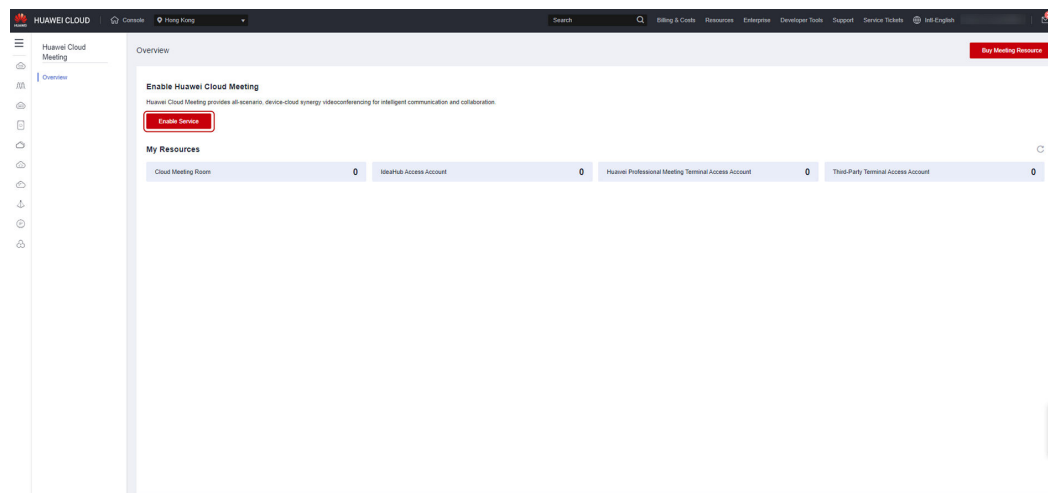 HUAWEI HUAWEI CLOUD Console Hong Kong Search Billing & Costs Resources Enterprise Developer Tools Support Service Tickets Intl-English
Huawei Cloud
Meeting
Overview
Overview
Buy Meeting Resource
Enable Huawei Cloud Meeting
Huawei Cloud Meeting provides all-scenario, device-cloud synergy videoconferencing for intelligent communication and collaboration.
Enable Service
My Resources
Cloud Meeting Room 0 IdeaHub Access Account 0 Huawei Professional Meeting Terminal Access Account 0 Third-Party Terminal Access Account 0